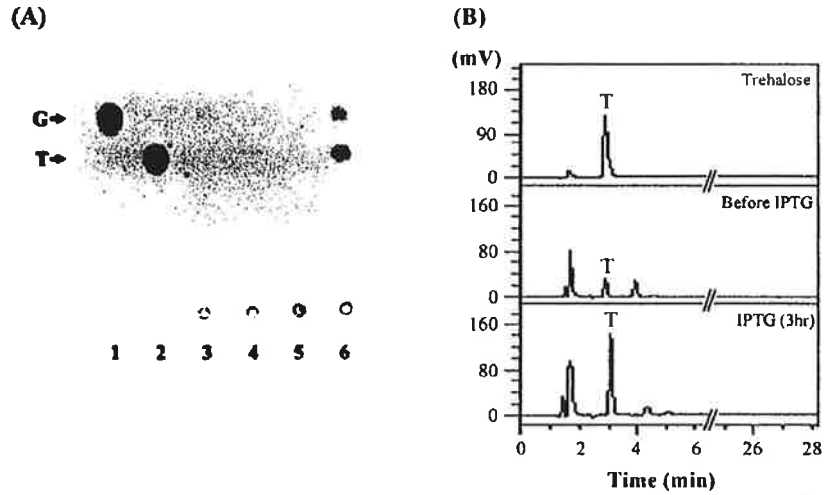 (A)
G→
T→
1 2 3 4 5 6
(B)
(mV)
180
90
0
Trehalose
T
160
80
0
Before IPTG
T
160
80
0
IPTG (3hr)
T
0 2 4 6 26 28
Time (min)